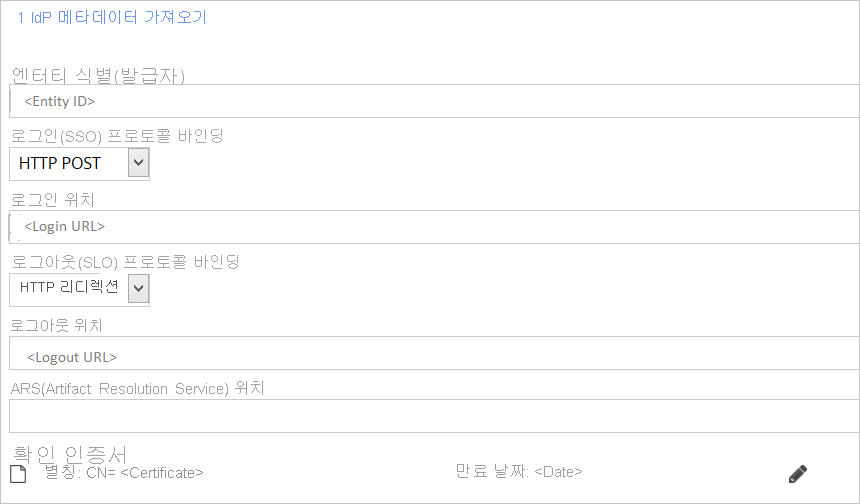 1 IdP 메타데이터 가져오기
엔터티 식별(발급자)
<Entity ID>
로그인(SSO) 프로토콜 바인딩
HTTP POST
로그인 위치
<Login URL>
로그아웃(SLO) 프로토콜 바인딩
HTTP 리디렉션
로그아웃 위치
<Logout URL>
ARS(Artifact Resolution Service) 위치
확인 인증서
별칭: CN= <Certificate> 만료 날짜: <Date>